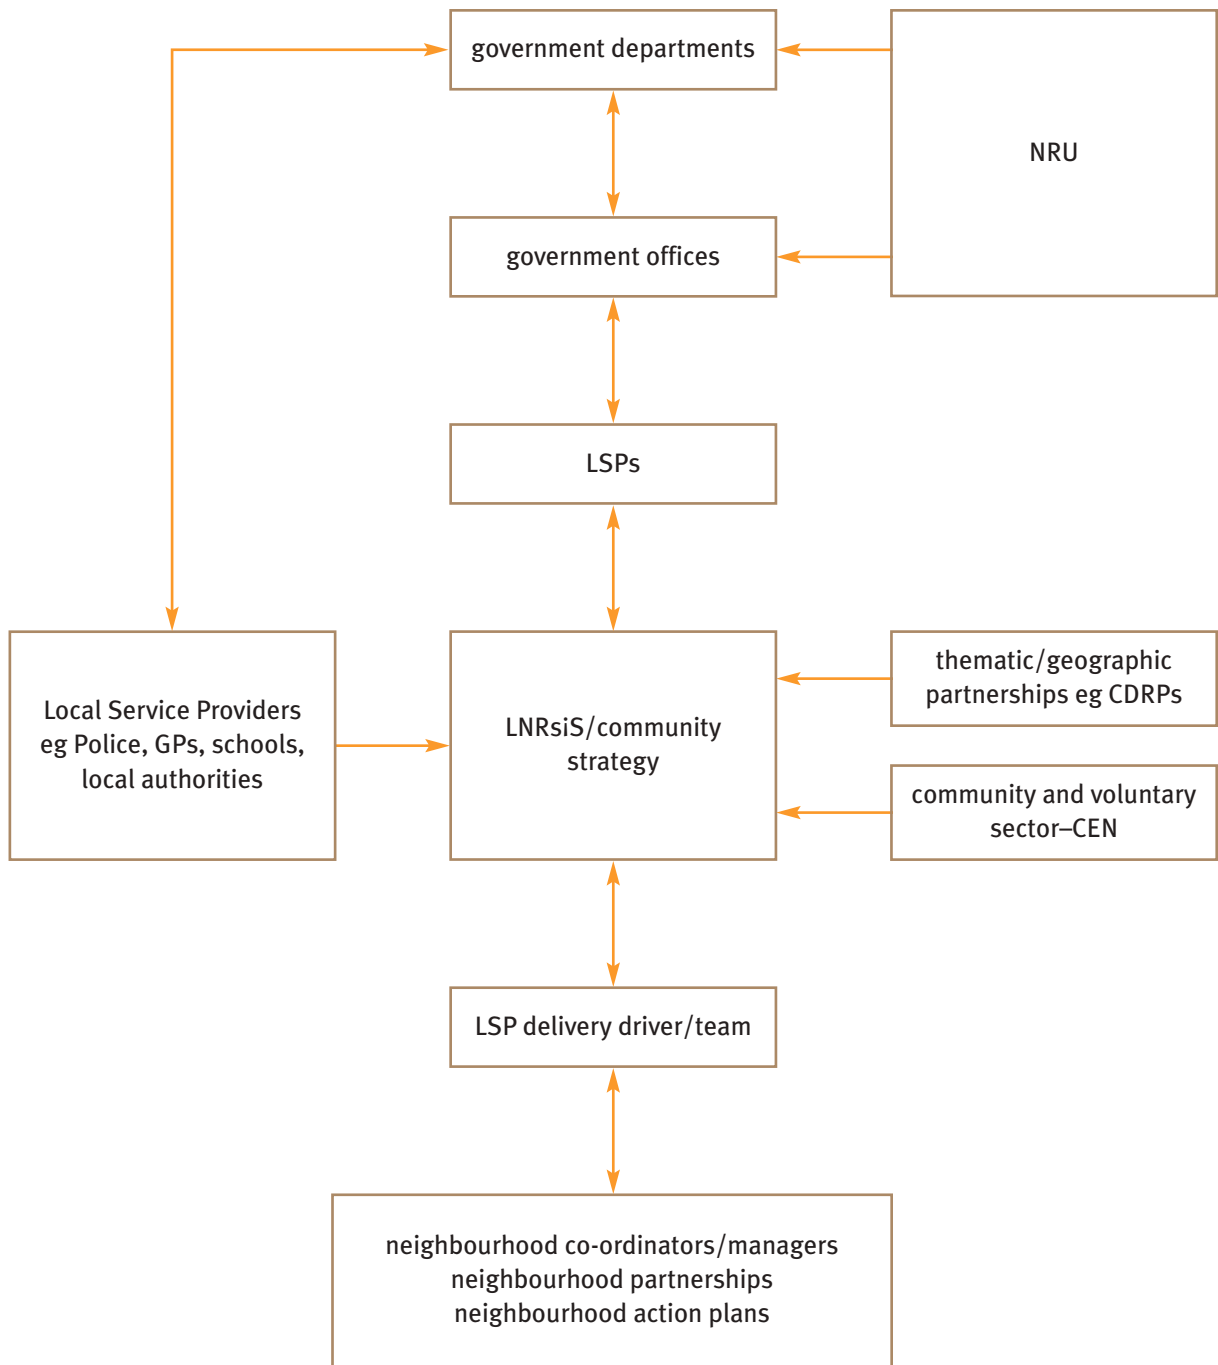 government departments
NRU
government offices
LSPs
Local Service Providers
eg Police, GPs, schools,
local authorities
LNRsiS/community
strategy
thematic/geographic
partnerships eg CDRPs
community and voluntary
sector–CEN
LSP delivery driver/team
neighbourhood co-ordinators/managers
neighbourhood partnerships
neighbourhood action plans